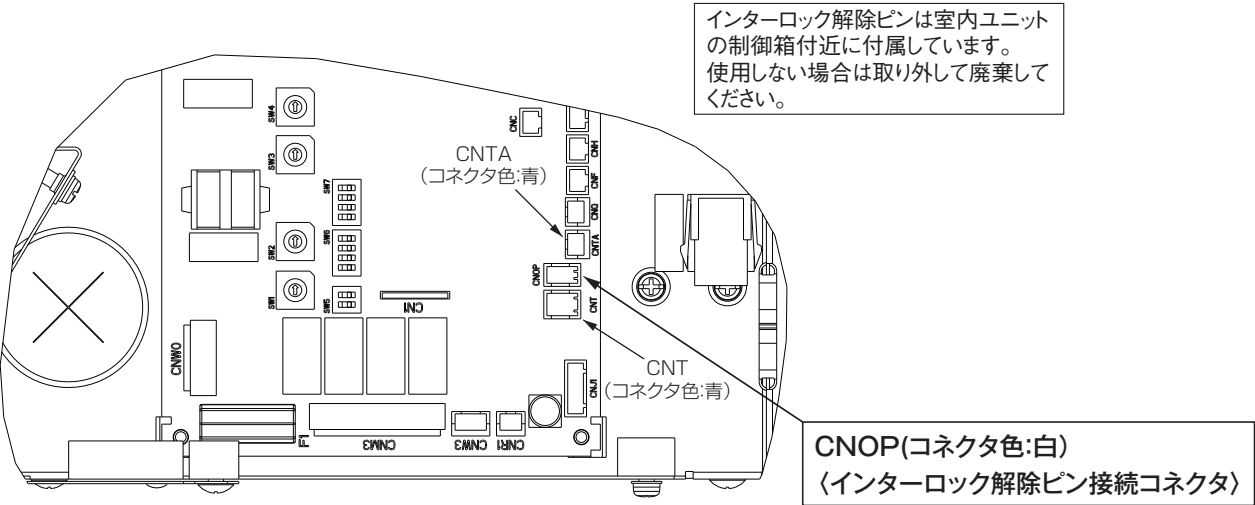 インターロック解除ピンは室内ユニット
の制御箱付近に付属しています。
使用しない場合は取り外して廃棄して
ください。
SW4
CNC
SW3
CNH
CNTA
(コネクタ色:青)
CNF
SW7
CNQ
SW2
SW6
CNTA
CNOP
SW1
SW5
CN1
CNT
CNW0
CNT
(コネクタ色:青)
CNJ1
F1
CNM3
CNW3
CNR1
CNOP(コネクタ色:白)
〈インターロック解除ピン接続コネクタ〉